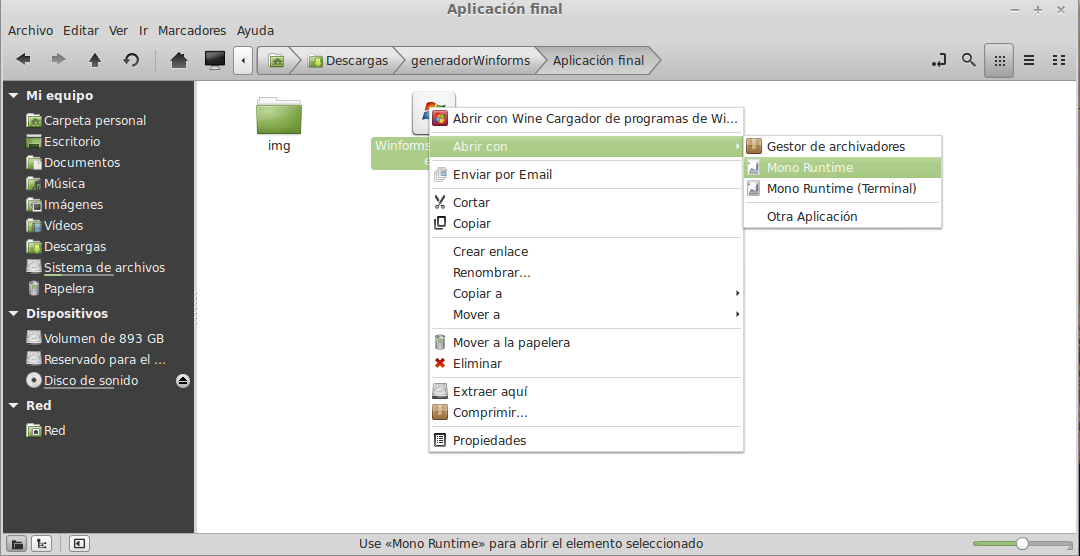 Aplicación final
Archivo Editar Ver Ir Marcadores Ayuda
Descargas generadorWinforms Aplicación final
Mi equipo
Carpeta personal
Escritorio
Documentos
Música
Imágenes
Vídeos
Descargas
Sistema de archivos
Papelera
Dispositivos
Volumen de 893 GB
Reservado para el ...
Disco de sonido
Red
Red
img
Winforms
e
Abrir con Wine Cargador de programas de Wi...
Abrir con
Enviar por Email
Cortar
Copiar
Crear enlace
Renombrar...
Copiar a
Mover a
Mover a la papelera
Eliminar
Extraer aquí
Comprimir...
Propiedades
Gestor de archivadores
Mono Runtime
Mono Runtime (Terminal)
Otra Aplicación
Use «Mono Runtime» para abrir el elemento seleccionado